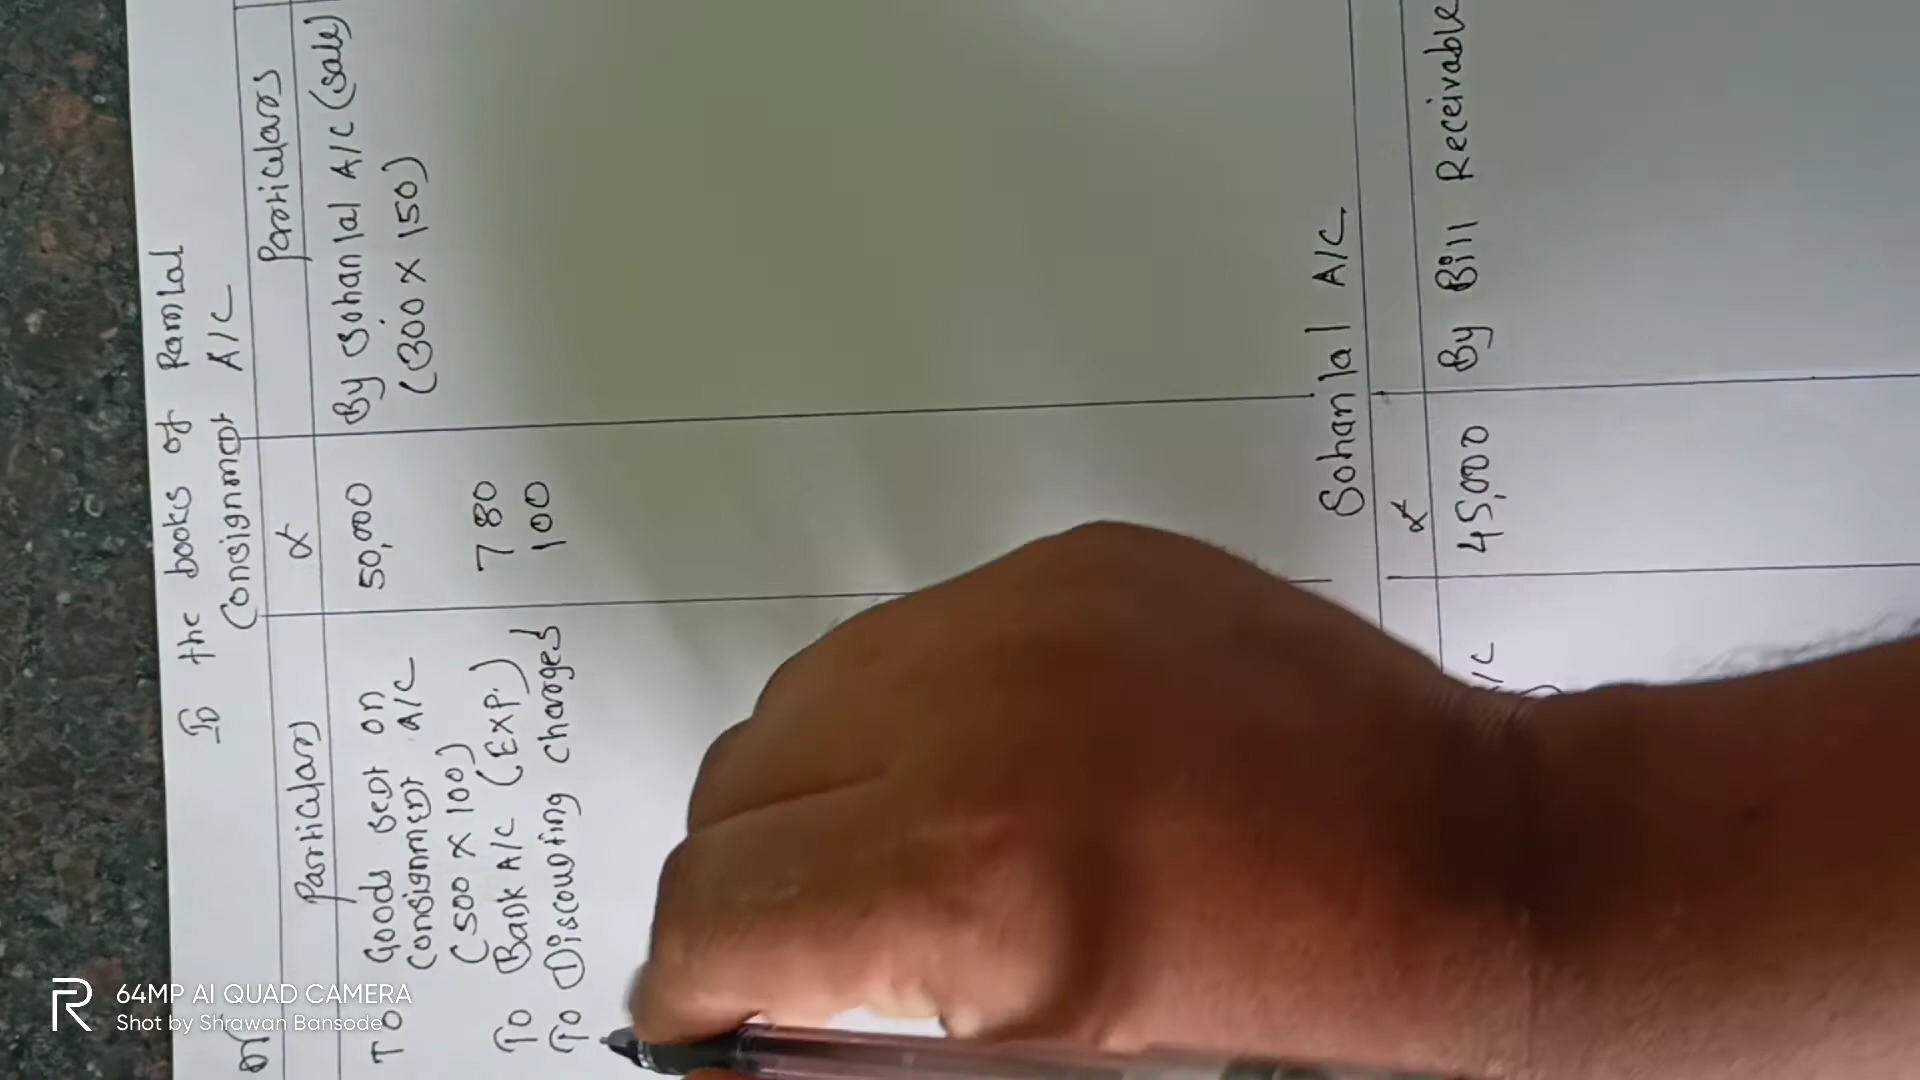 In the books of Ramlal
Consignment A/C
Dr
Particulars ₹ Particulars
To Goods sent on 50,000 By Sohanlal A/C (sale)
Consignment A/C (300 × 150)
(500 × 100)
To Bank A/C (Exp.) 780
To Discounting charges 100
Sohanlal A/C
₹
A/C 45,000 By Bill Receivable
64MP AI QUAD CAMERA
Shot by Shrawan Bansode